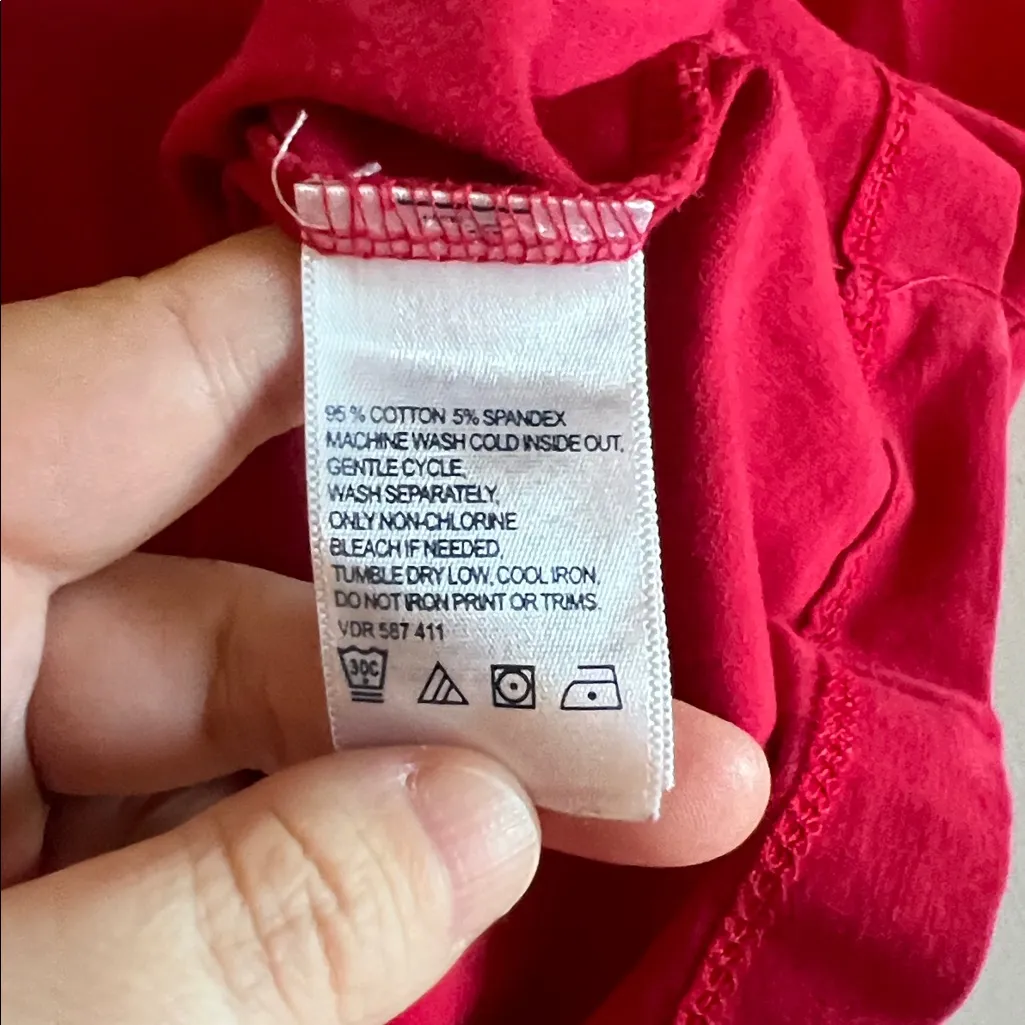 95 % COTTON 5% SPANDEX
MACHINE WASH COLD INSIDE OUT,
GENTLE CYCLE,
WASH SEPARATELY,
ONLY NON-CHLORINE
BLEACH IF NEEDED,
TUMBLE DRY LOW, COOL IRON,
DO NOT IRON PRINT OR TRIMS.
VDR 587 411
30C